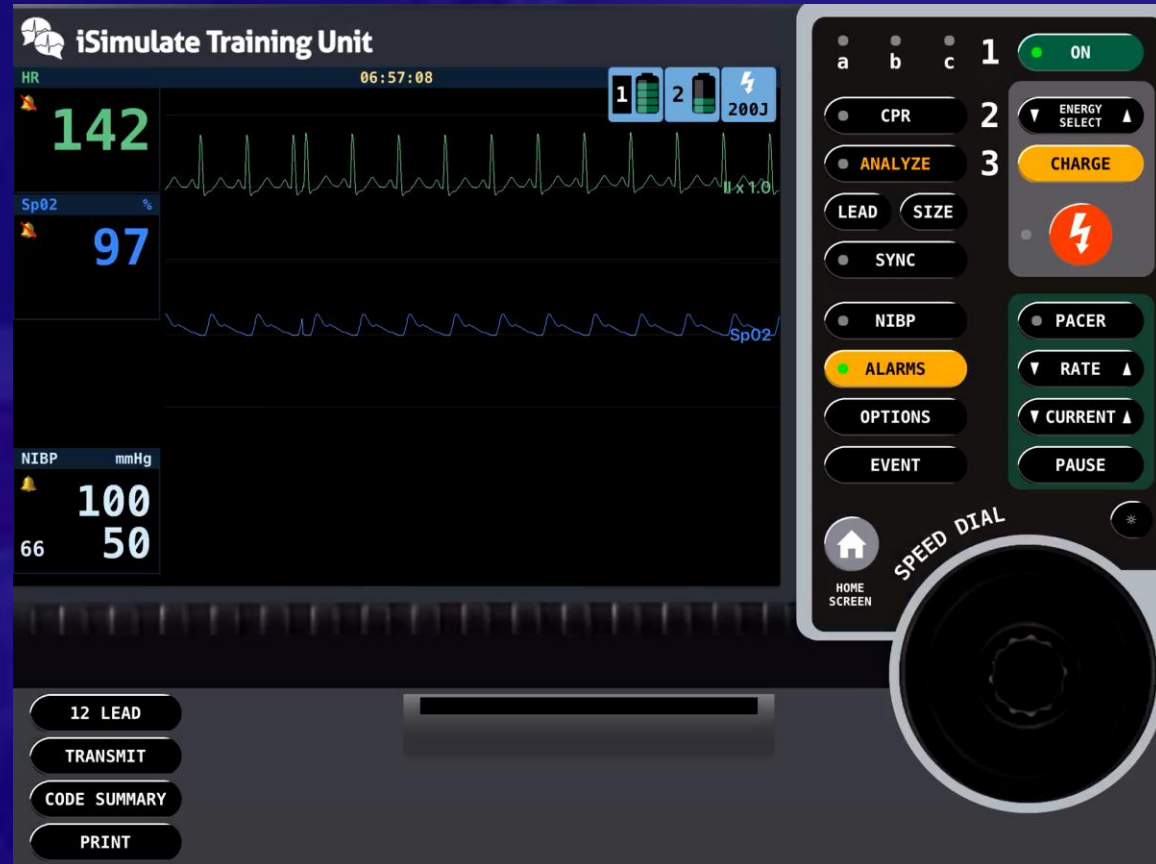 iSimulate Training Unit
HR 06:57:08
142
1 2 200J
II x 1.0
Sp02 %
97
Sp02
NIBP mmHg
100
66 50
a b c 1 ON
CPR 2 ENERGY
SELECT
ANALYZE 3 CHARGE
LEAD SIZE
SYNC
NIBP PACER
ALARMS RATE
OPTIONS CURRENT
EVENT PAUSE
SPEED DIAL
HOME
SCREEN
12 LEAD
TRANSMIT
CODE SUMMARY
PRINT